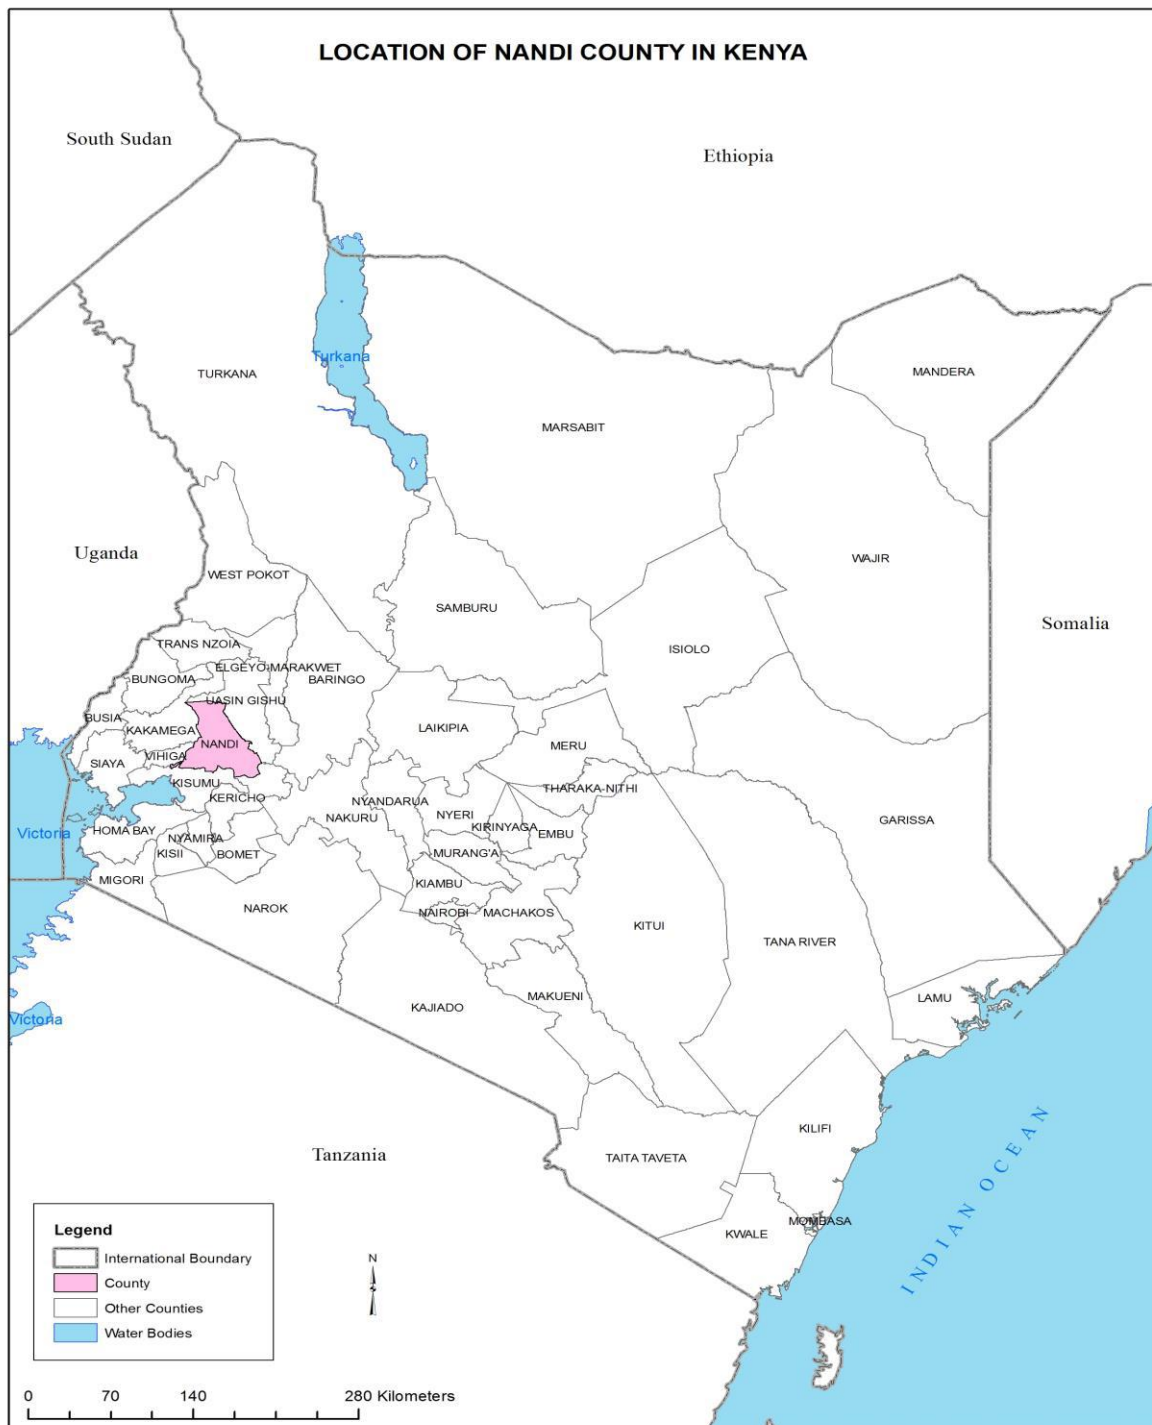 LOCATION OF NANDI COUNTY IN KENYA
South Sudan
Ethiopia
Turkana
TURKANA
MANDERA
MARSABIT
Uganda
WAJIR
WEST POKOT
SAMBURU
Somalia
TRANS NZOIA
ISIOLO
ELGEYO-MARAKWET
BUNGOMA
BARINGO
UASIN GISHU
BUSIA
KAKAMEGA
LAIKIPIA
NANDI
MERU
VIHIGA
SIAYA
KISUMU
THARAKA-NITHI
KERICHO
NYANDARUA
NYERI
NAKURU
GARISSA
KIRINYAGA
Victoria
HOMA BAY
EMBU
NYAMIRA
KISII
BOMET
MURANG'A
MIGORI
KIAMBU
NAROK
NAIROBI
MACHAKOS
KITUI
TANA RIVER
MAKUENI
LAMU
KAJIADO
Victoria
KILIFI
Tanzania
TAITA TAVETA
INDIAN OCEAN
MOMBASA
KWALE
Legend
International Boundary
County
Other Counties
Water Bodies
N
0 70 140 280 Kilometers